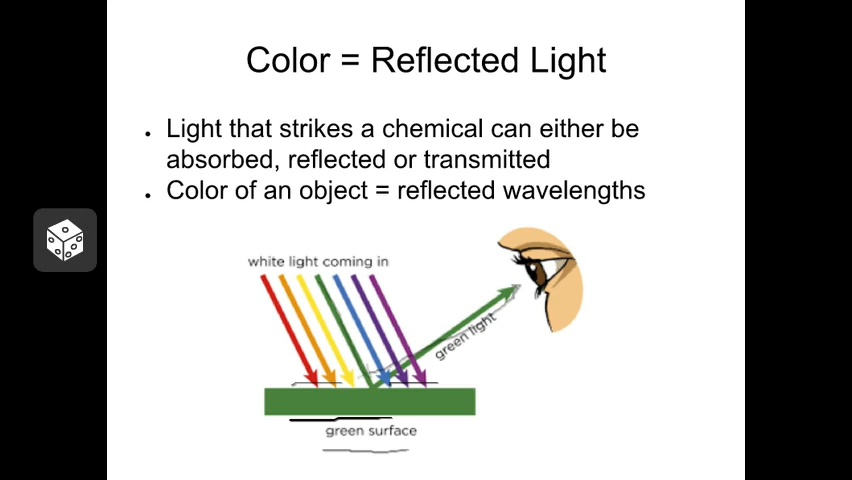 Color = Reflected Light
• Light that strikes a chemical can either be
absorbed, reflected or transmitted
• Color of an object = reflected wavelengths
white light coming in
green light
green surface